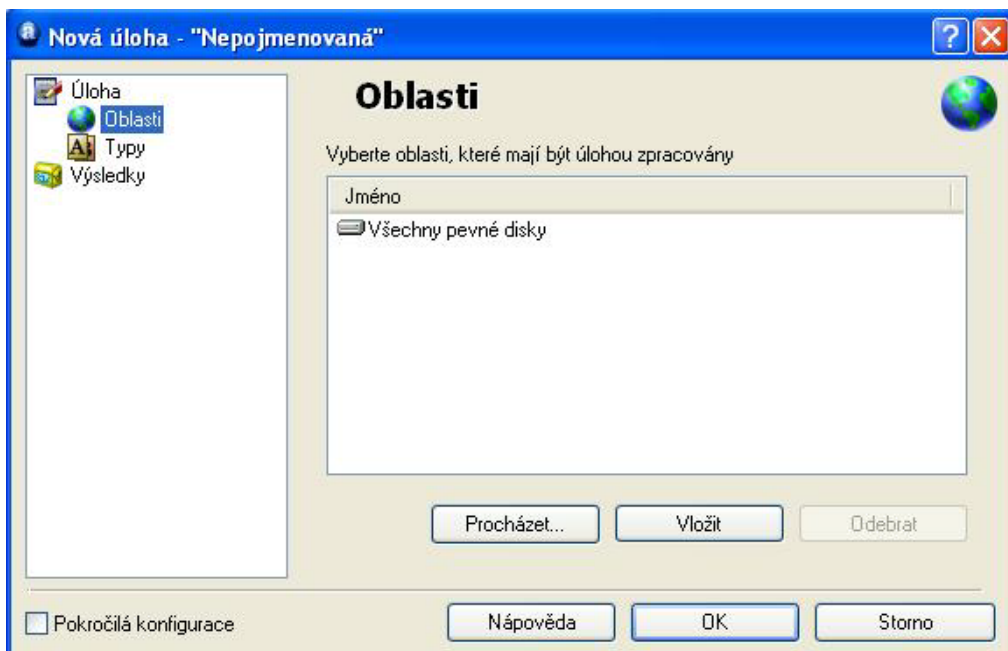 Nová úloha - "Nepojmenovaná"
Úloha
Oblasti
Typy
Výsledky
Oblasti
Vyberte oblasti, které mají být úlohou zpracovány
Jméno
Všechny pevné disky
Procházet...
Vložit
Odebrat
Pokročilá konfigurace
Nápověda
OK
Storno